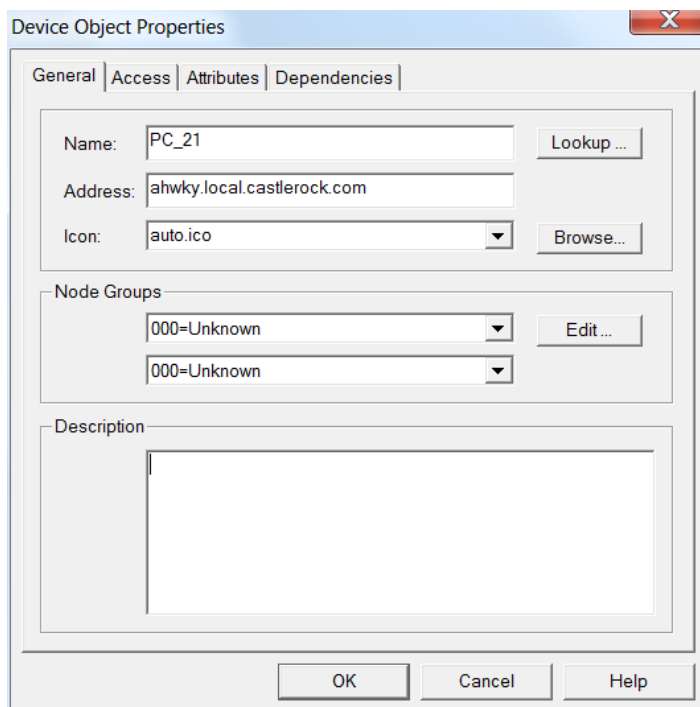 Device Object Properties
X
General Access Attributes Dependencies
Name: PC_21 Lookup ...
Address: ahwky.local.castlerock.com
Icon: auto.ico Browse...
Node Groups
000=Unknown Edit ...
000=Unknown
Description
OK Cancel Help